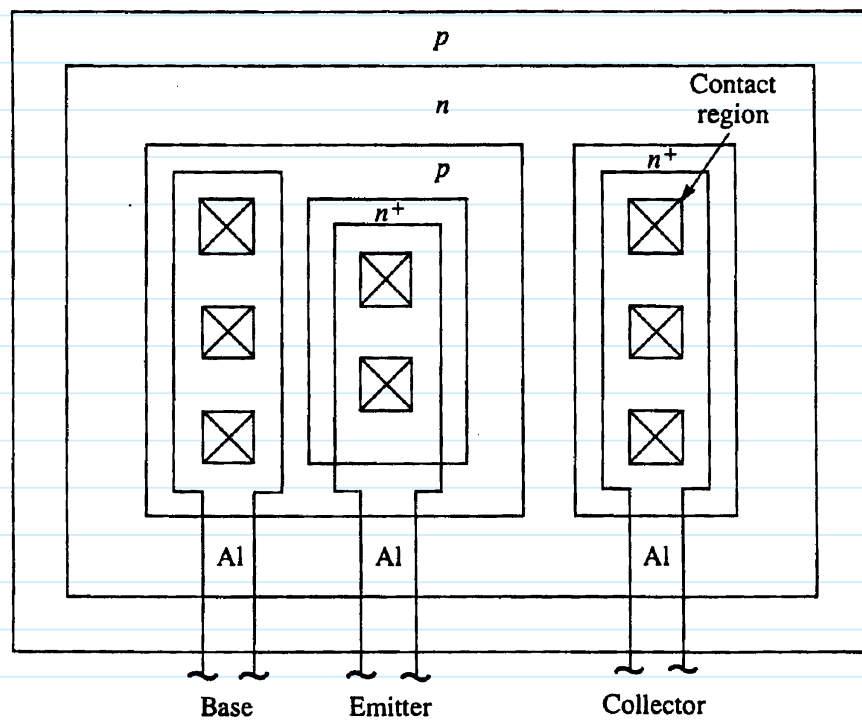 p
n
Contact
region
p
n+
n+
Al
Al
Al
Base
Emitter
Collector